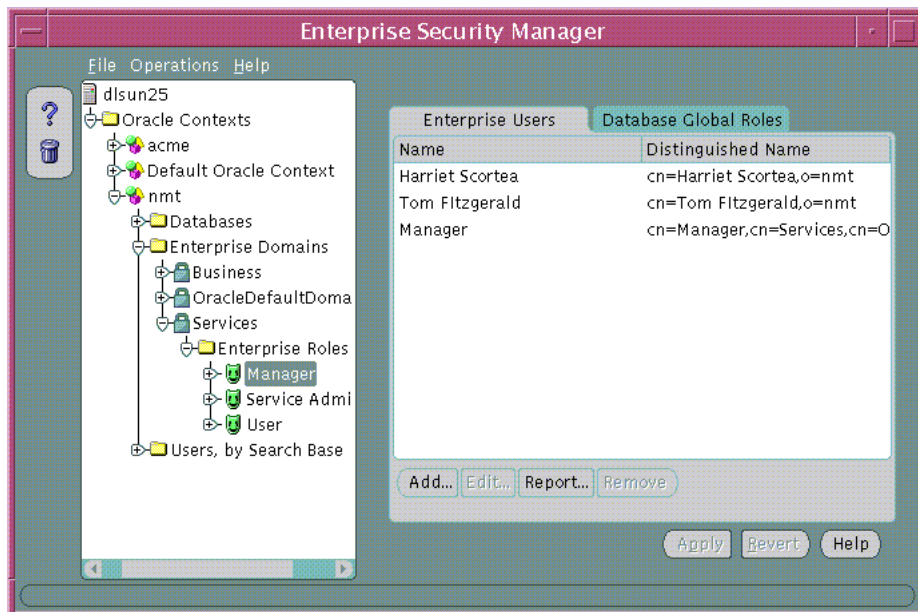 Enterprise Security Manager
File Operations Help
dlsun25
Oracle Contexts
acme
Default Oracle Context
nmt
Databases
Enterprise Domains
Business
OracleDefaultDoma
Services
Enterprise Roles
Manager
Service Admi
User
Users, by Search Base
Enterprise Users Database Global Roles
Name Distinguished Name
Harriet Scortea cn=Harriet Scortea,o=nmt
Tom FItzgerald cn=Tom FItzgerald,o=nmt
Manager cn=Manager,cn=Services,cn=O
Add... Edit... Report... Remove
Apply Revert Help